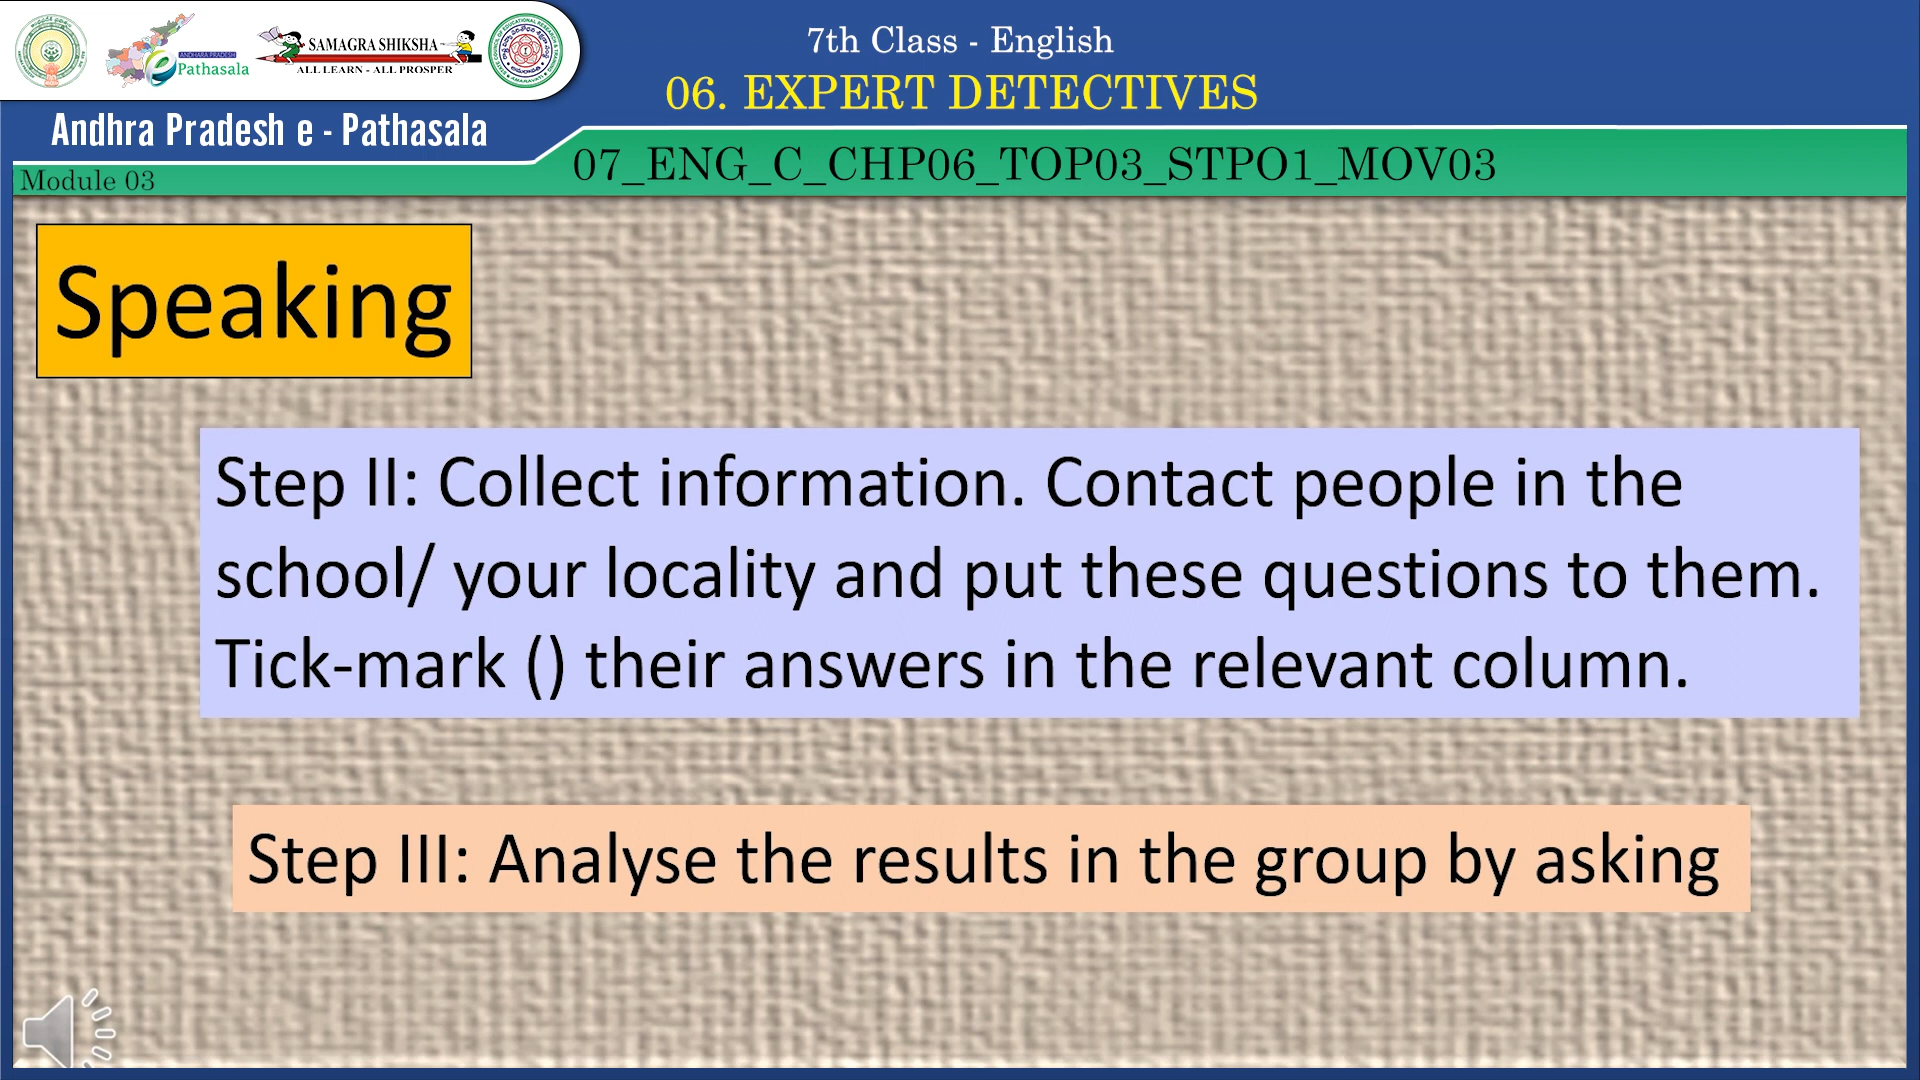 ANDHRA PRADESH
e Pathasala
SAMAGRA SHIKSHA
ALL LEARN - ALL PROSPER
Andhra Pradesh e - Pathasala
Module 03
7th Class - English
06. EXPERT DETECTIVES
07_ENG_C_CHP06_TOP03_STPO1_MOV03
Speaking
Step II: Collect information. Contact people in the
school/ your locality and put these questions to them.
Tick-mark () their answers in the relevant column.
Step III: Analyse the results in the group by asking